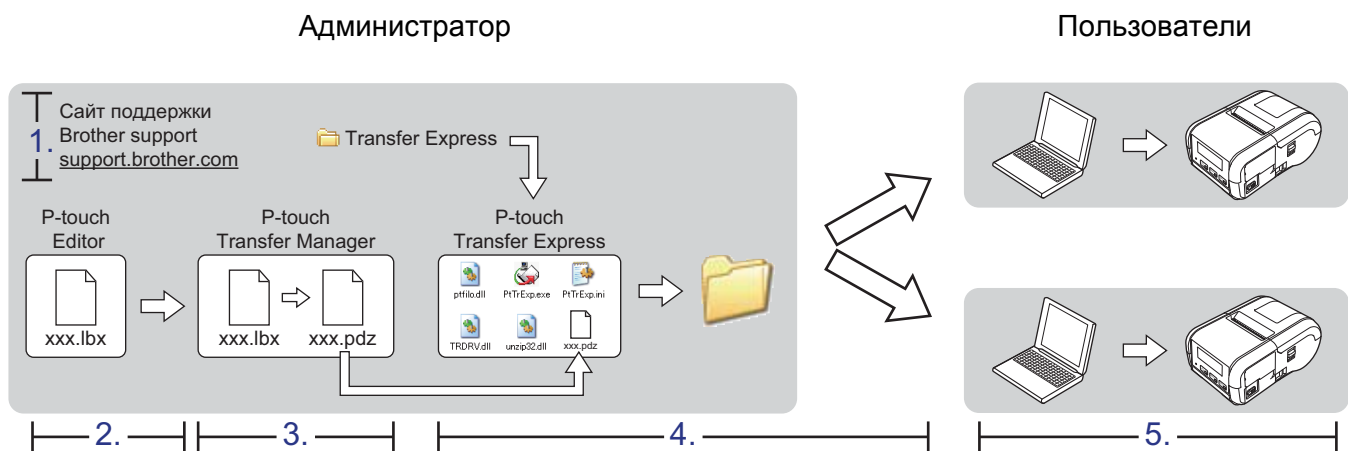 Администратор
Пользователи
Сайт поддержки
1. Brother support
support.brother.com
Transfer Express
P-touch
Editor
P-touch
Transfer Manager
P-touch
Transfer Express
xxx.lbx
xxx.lbx
xxx.pdz
ptfilo.dll
PtTrExp.exe
PtTrExp.ini
TRDRV.dll
unzip32.dll
xxx.pdz
2.
3.
4.
5.